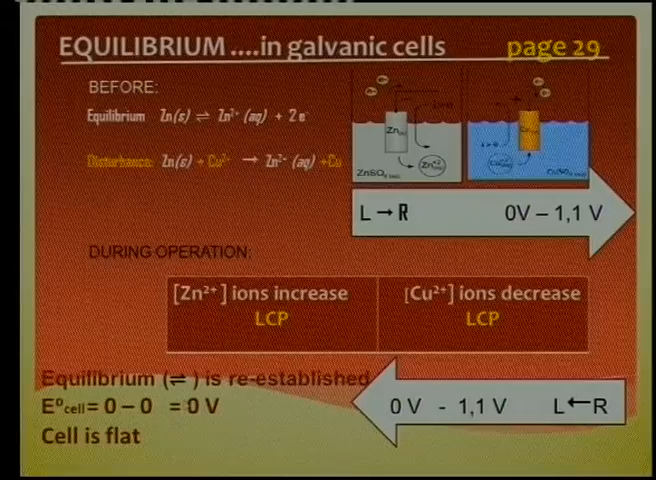 EQUILIBRIUM ....in galvanic cells page 29
BEFORE:
Equilibrium Zn(s) ⇌ Zn²⁺ (aq) + 2e⁻
Disturbance: Zn(s) + Cu²⁺ → Zn²⁺ (aq) + Cu
ZnSO₄
L → R 0V – 1,1 V
DURING OPERATION:
[Zn²⁺] ions increase
LCP
[Cu²⁺] ions decrease
LCP
Equilibrium (⇌) is re-established
E⁰cell = 0 – 0 = 0 V
Cell is flat
0 V - 1,1 V L←R